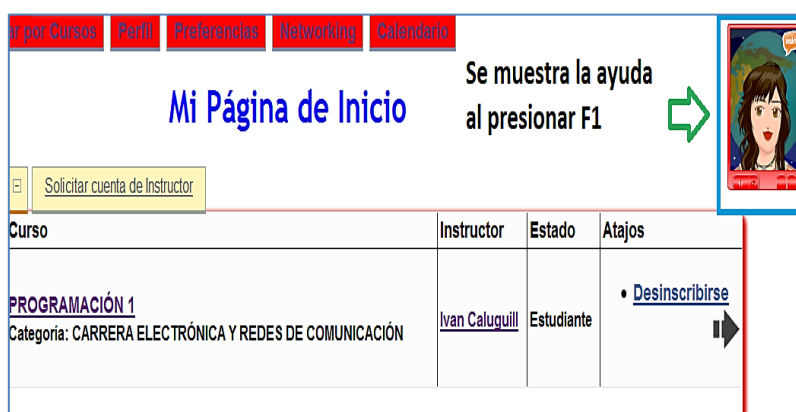 ar por Cursos Perfil Preferencias Networking Calendario
Se muestra la ayuda
al presionar F1
Mi Página de Inicio
Solicitar cuenta de Instructor
Curso Instructor Estado Atajos
PROGRAMACIÓN 1
Categoría: CARRERA ELECTRÓNICA Y REDES DE COMUNICACIÓN
Ivan Caluguill Estudiante
Desinscribirse